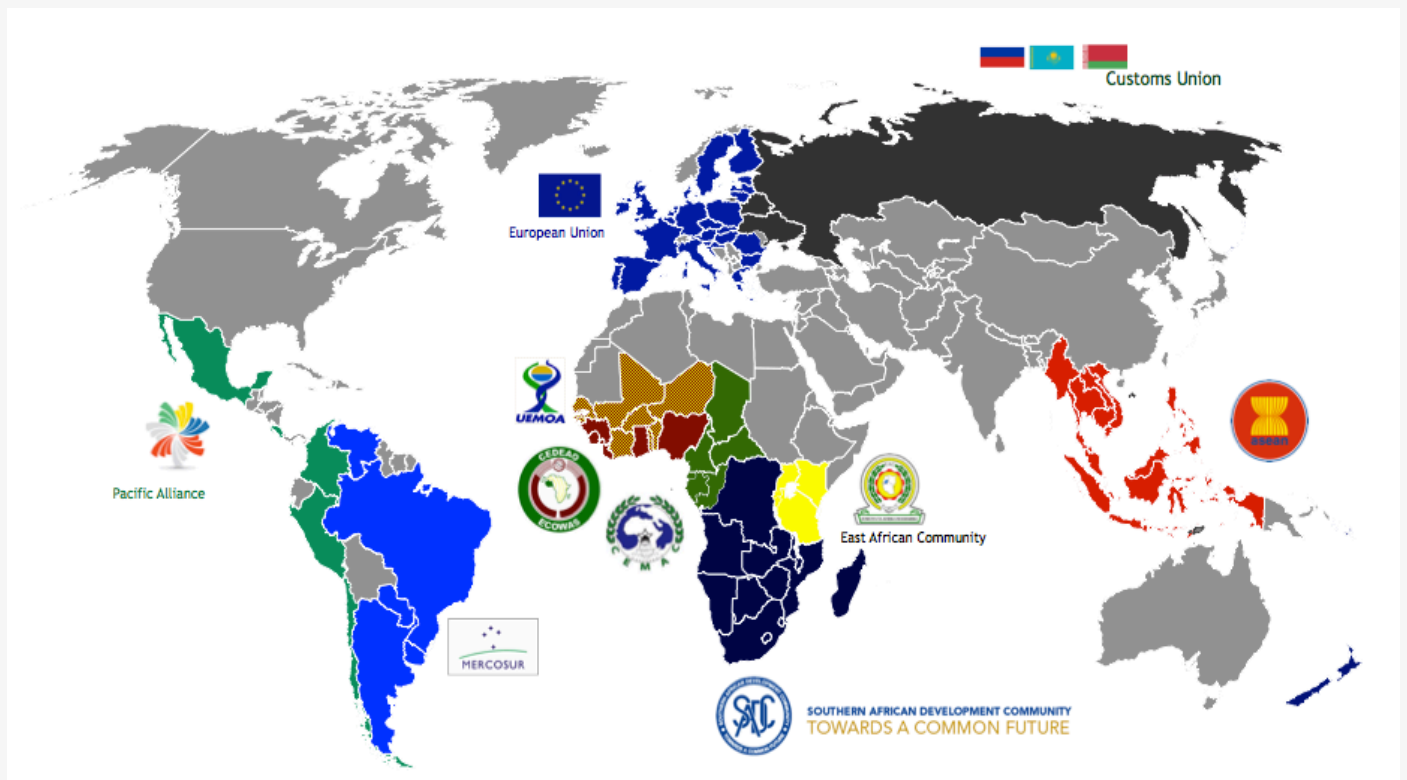 Customs Union
European Union
UEMOA
CEDEAO
ECOWAS
CEMAC
asean
East African Community
Pacific Alliance
MERCOSUR
SADC
SOUTHERN AFRICAN DEVELOPMENT COMMUNITY
TOWARDS A COMMON FUTURE